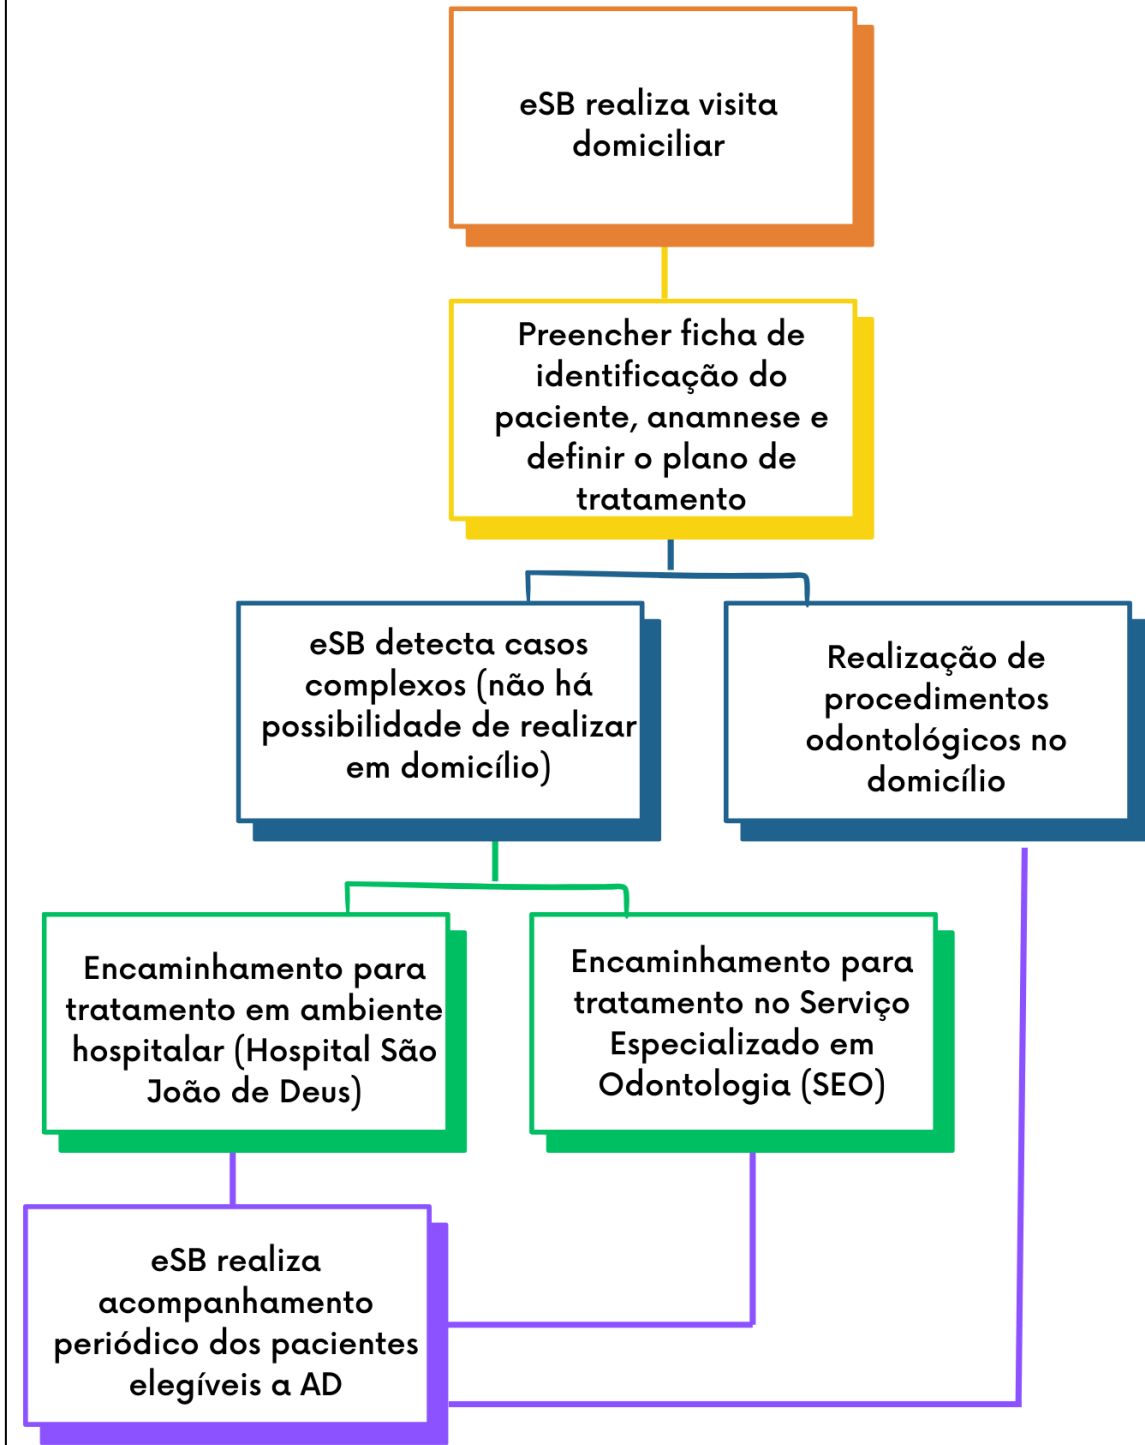 eSB realiza visita
domiciliar
Preencher ficha de
identificação do
paciente, anamnese e
definir o plano de
tratamento
eSB detecta casos
complexos (não há
possibilidade de realizar
em domicílio)
Realização de
procedimentos
odontológicos no
domicílio
Encaminhamento para
tratamento em ambiente
hospitalar (Hospital São
João de Deus)
Encaminhamento para
tratamento no Serviço
Especializado em
Odontologia (SEO)
eSB realiza
acompanhamento
periódico dos pacientes
elegíveis a AD